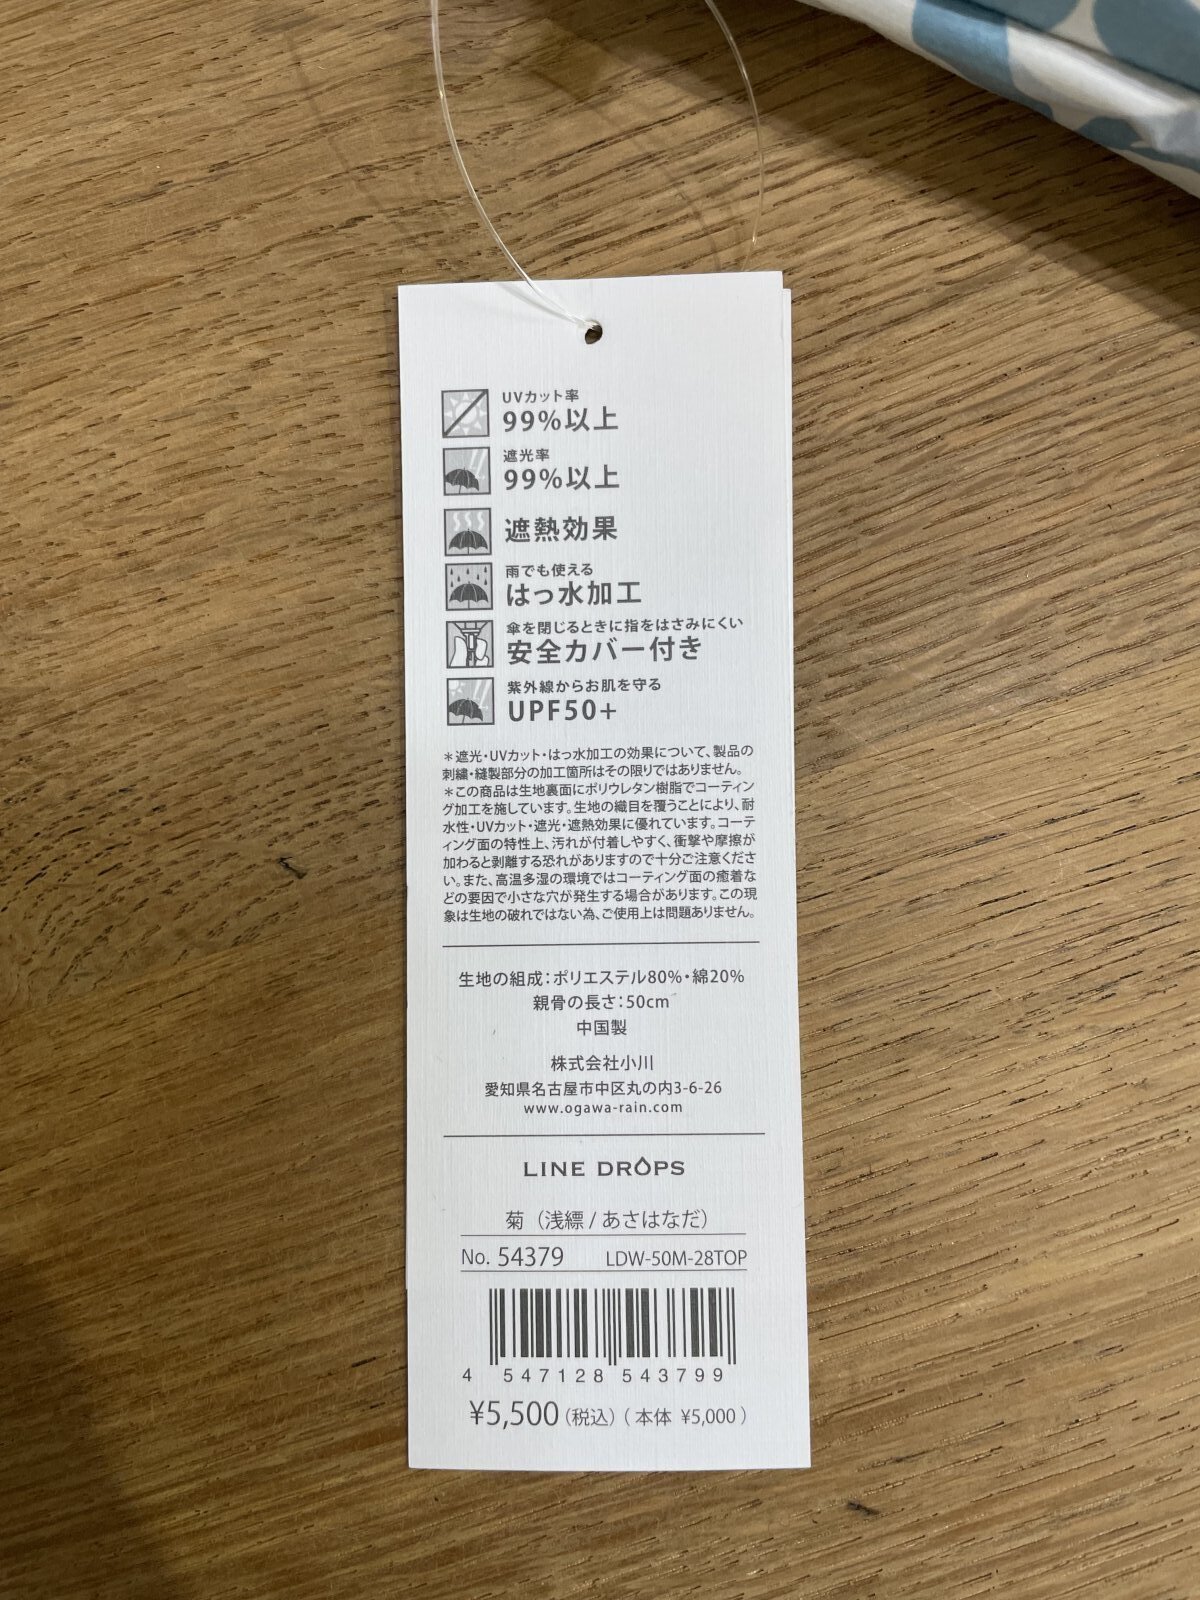 UVカット率
99%以上
遮光率
99%以上
遮熱効果
雨でも使える
はっ水加工
傘を閉じるときに指をはさみにくい
安全カバー付き
紫外線からお肌を守る
UPF50+
＊遮光・UVカット・はっ水加工の効果について、製品の
刺繍・縫製部分の加工箇所はその限りではありません。
＊この商品は生地裏面にポリウレタン樹脂でコーティン
グ加工を施しています。生地の織目を覆うことにより、耐
水性・UVカット・遮光・遮熱効果に優れています。コーテ
ィング面の特性上、汚れが付着しやすく、衝撃や摩擦が
加わると剥離する恐れがありますので十分ご注意くださ
い。また、高温多湿の環境ではコーティング面の癒着な
どの要因で小さな穴が発生する場合があります。この現
象は生地の破れではない為、ご使用上は問題ありません。
生地の組成：ポリエステル80%・綿20%
親骨の長さ：50cm
中国製
株式会社小川
愛知県名古屋市中区丸の内3-6-26
www.ogawa-rain.com
LINE DROPS
菊（浅縹 / あさはなだ）
No. 54379 LDW-50M-28TOP
4 547128 543799
¥5,500（税込）（本体 ¥5,000）